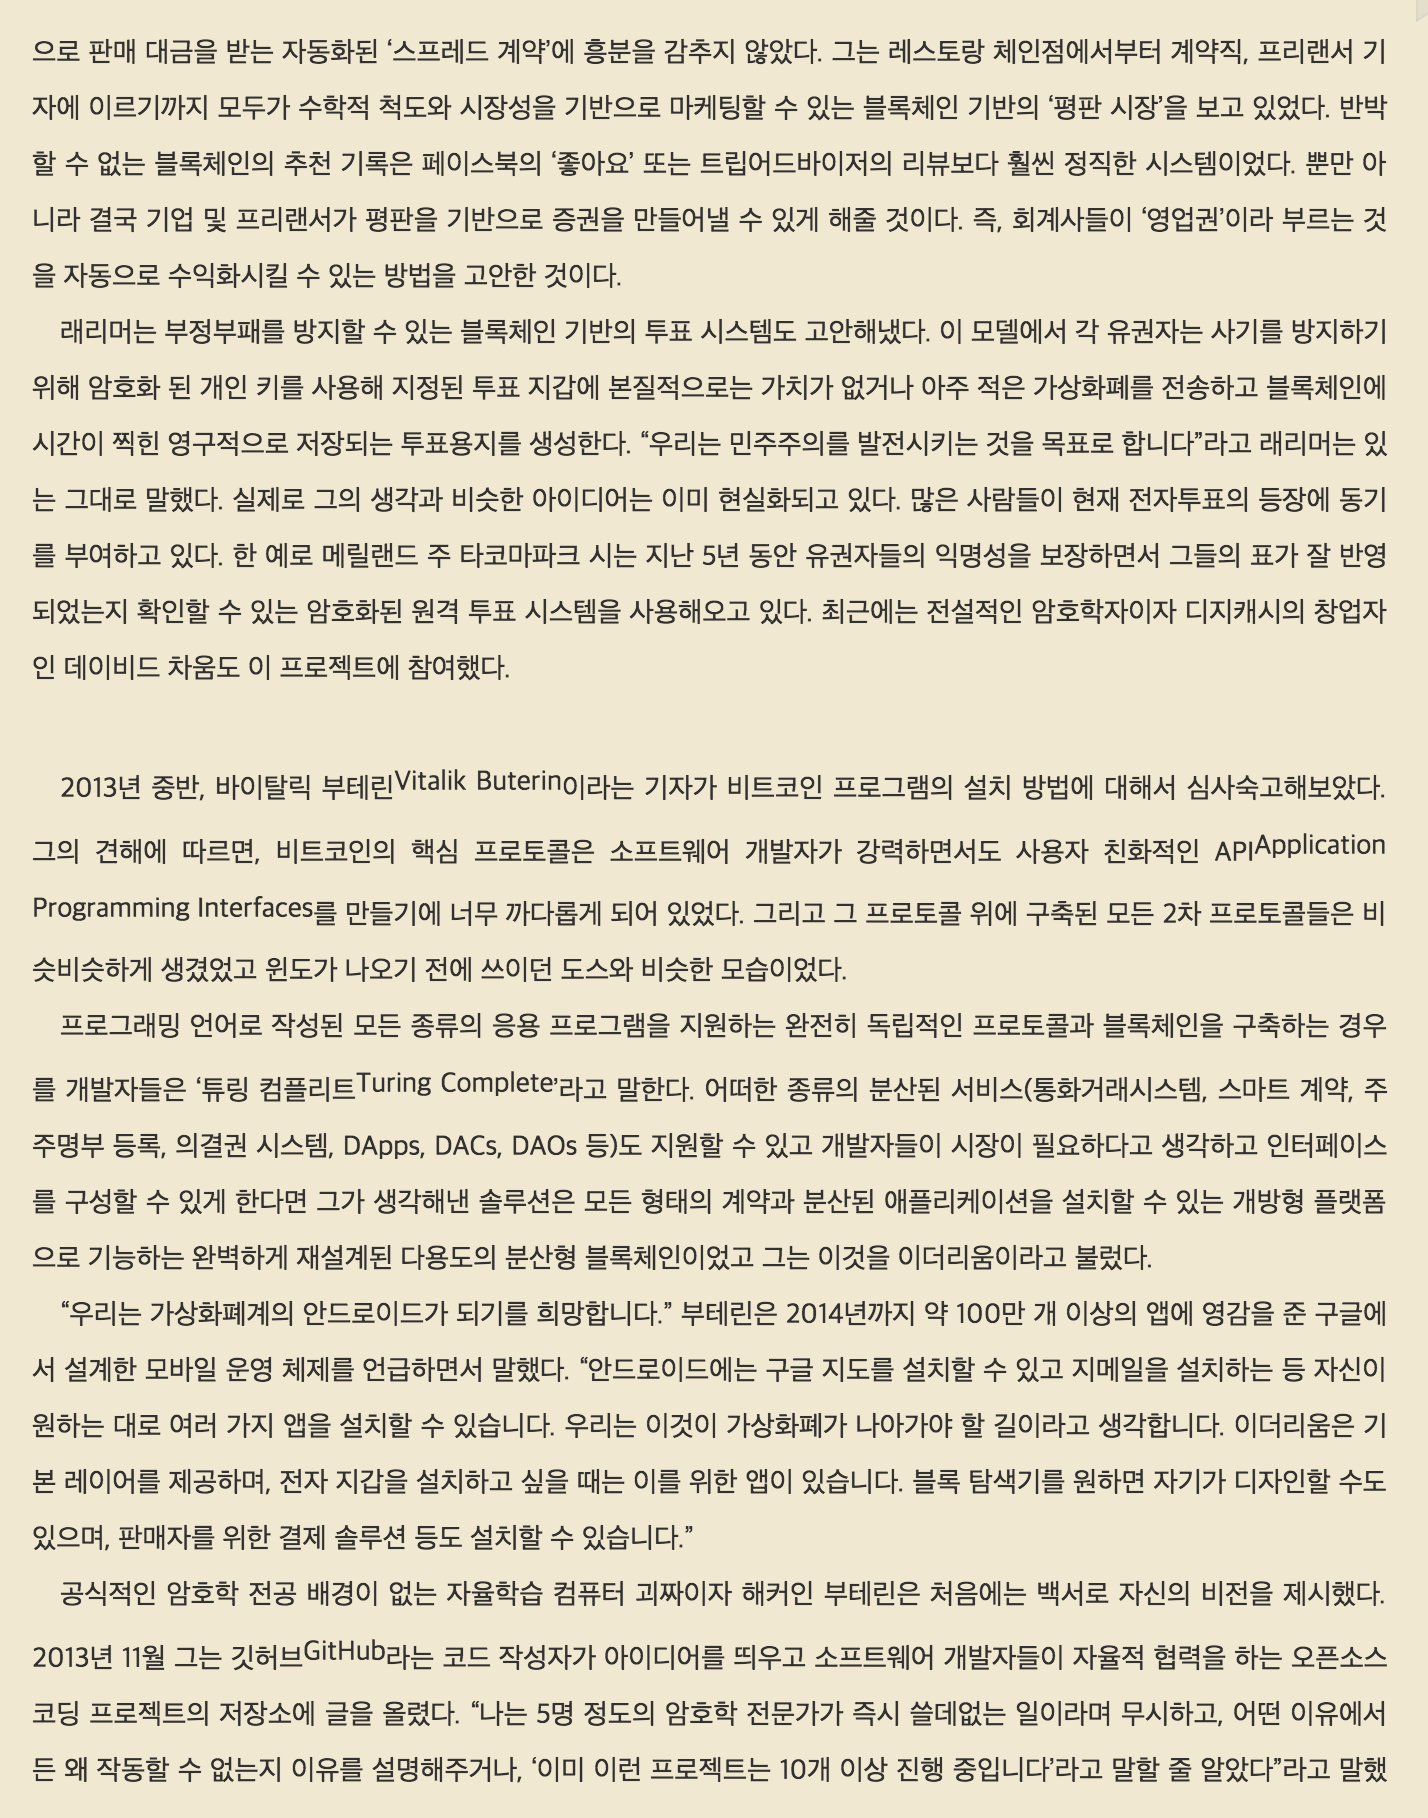 으로 판매 대금을 받는 자동화된 ‘스프레드 계약’에 흥분을 감추지 않았다. 그는 레스토랑 체인점에서부터 계약직, 프리랜서 기
자에 이르기까지 모두가 수학적 척도와 시장성을 기반으로 마케팅할 수 있는 블록체인 기반의 ‘평판 시장’을 보고 있었다. 반박
할 수 없는 블록체인의 추천 기록은 페이스북의 ‘좋아요’ 또는 트립어드바이저의 리뷰보다 훨씬 정직한 시스템이었다. 뿐만 아
니라 결국 기업 및 프리랜서가 평판을 기반으로 증권을 만들어낼 수 있게 해줄 것이다. 즉, 회계사들이 ‘영업권’이라 부르는 것
을 자동으로 수익화시킬 수 있는 방법을 고안한 것이다.
래리머는 부정부패를 방지할 수 있는 블록체인 기반의 투표 시스템도 고안해냈다. 이 모델에서 각 유권자는 사기를 방지하기
위해 암호화 된 개인 키를 사용해 지정된 투표 지갑에 본질적으로는 가치가 없거나 아주 적은 가상화폐를 전송하고 블록체인에
시간이 찍힌 영구적으로 저장되는 투표용지를 생성한다. “우리는 민주주의를 발전시키는 것을 목표로 합니다”라고 래리머는 있
는 그대로 말했다. 실제로 그의 생각과 비슷한 아이디어는 이미 현실화되고 있다. 많은 사람들이 현재 전자투표의 등장에 동기
를 부여하고 있다. 한 예로 메릴랜드 주 타코마파크 시는 지난 5년 동안 유권자들의 익명성을 보장하면서 그들의 표가 잘 반영
되었는지 확인할 수 있는 암호화된 원격 투표 시스템을 사용해오고 있다. 최근에는 전설적인 암호학자이자 디지캐시의 창업자
인 데이비드 차움도 이 프로젝트에 참여했다.
2013년 중반, 바이탈릭 부테린Vitalik Buterin이라는 기자가 비트코인 프로그램의 설치 방법에 대해서 심사숙고해보았다.
그의 견해에 따르면, 비트코인의 핵심 프로토콜은 소프트웨어 개발자가 강력하면서도 사용자 친화적인 APIApplication
Programming Interfaces를 만들기에 너무 까다롭게 되어 있었다. 그리고 그 프로토콜 위에 구축된 모든 2차 프로토콜들은 비
슷비슷하게 생겼었고 윈도가 나오기 전에 쓰이던 도스와 비슷한 모습이었다.
프로그래밍 언어로 작성된 모든 종류의 응용 프로그램을 지원하는 완전히 독립적인 프로토콜과 블록체인을 구축하는 경우
를 개발자들은 ‘튜링 컴플리트Turing Complete’라고 말한다. 어떠한 종류의 분산된 서비스(통화거래시스템, 스마트 계약, 주
주명부 등록, 의결권 시스템, DApps, DACs, DAOs 등)도 지원할 수 있고 개발자들이 시장이 필요하다고 생각하고 인터페이스
를 구성할 수 있게 한다면 그가 생각해낸 솔루션은 모든 형태의 계약과 분산된 애플리케이션을 설치할 수 있는 개방형 플랫폼
으로 기능하는 완벽하게 재설계된 다용도의 분산형 블록체인이었고 그는 이것을 이더리움이라고 불렀다.
“우리는 가상화폐계의 안드로이드가 되기를 희망합니다.” 부테린은 2014년까지 약 100만 개 이상의 앱에 영감을 준 구글에
서 설계한 모바일 운영 체제를 언급하면서 말했다. “안드로이드에는 구글 지도를 설치할 수 있고 지메일을 설치하는 등 자신이
원하는 대로 여러 가지 앱을 설치할 수 있습니다. 우리는 이것이 가상화폐가 나아가야 할 길이라고 생각합니다. 이더리움은 기
본 레이어를 제공하며, 전자 지갑을 설치하고 싶을 때는 이를 위한 앱이 있습니다. 블록 탐색기를 원하면 자기가 디자인할 수도
있으며, 판매자를 위한 결제 솔루션 등도 설치할 수 있습니다.”
공식적인 암호학 전공 배경이 없는 자율학습 컴퓨터 괴짜이자 해커인 부테린은 처음에는 백서로 자신의 비전을 제시했다.
2013년 11월 그는 깃허브GitHub라는 코드 작성자가 아이디어를 띄우고 소프트웨어 개발자들이 자율적 협력을 하는 오픈소스
코딩 프로젝트의 저장소에 글을 올렸다. “나는 5명 정도의 암호학 전문가가 즉시 쓸데없는 일이라며 무시하고, 어떤 이유에서
든 왜 작동할 수 없는지 이유를 설명해주거나, ‘이미 이런 프로젝트는 10개 이상 진행 중입니다’라고 말할 줄 알았다”라고 말했